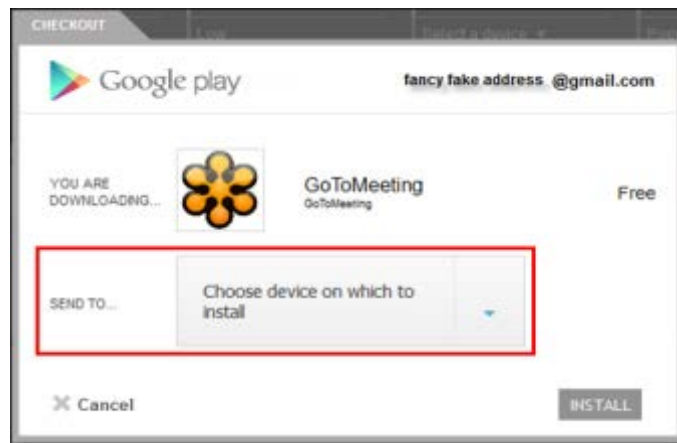 CHECKOUT
Low
Select a device
Google play
fancy fake address @gmail.com
YOU ARE
DOWNLOADING...
GoToMeeting
GoToMeeting
Free
SEND TO...
Choose device on which to
install
Cancel
INSTALL